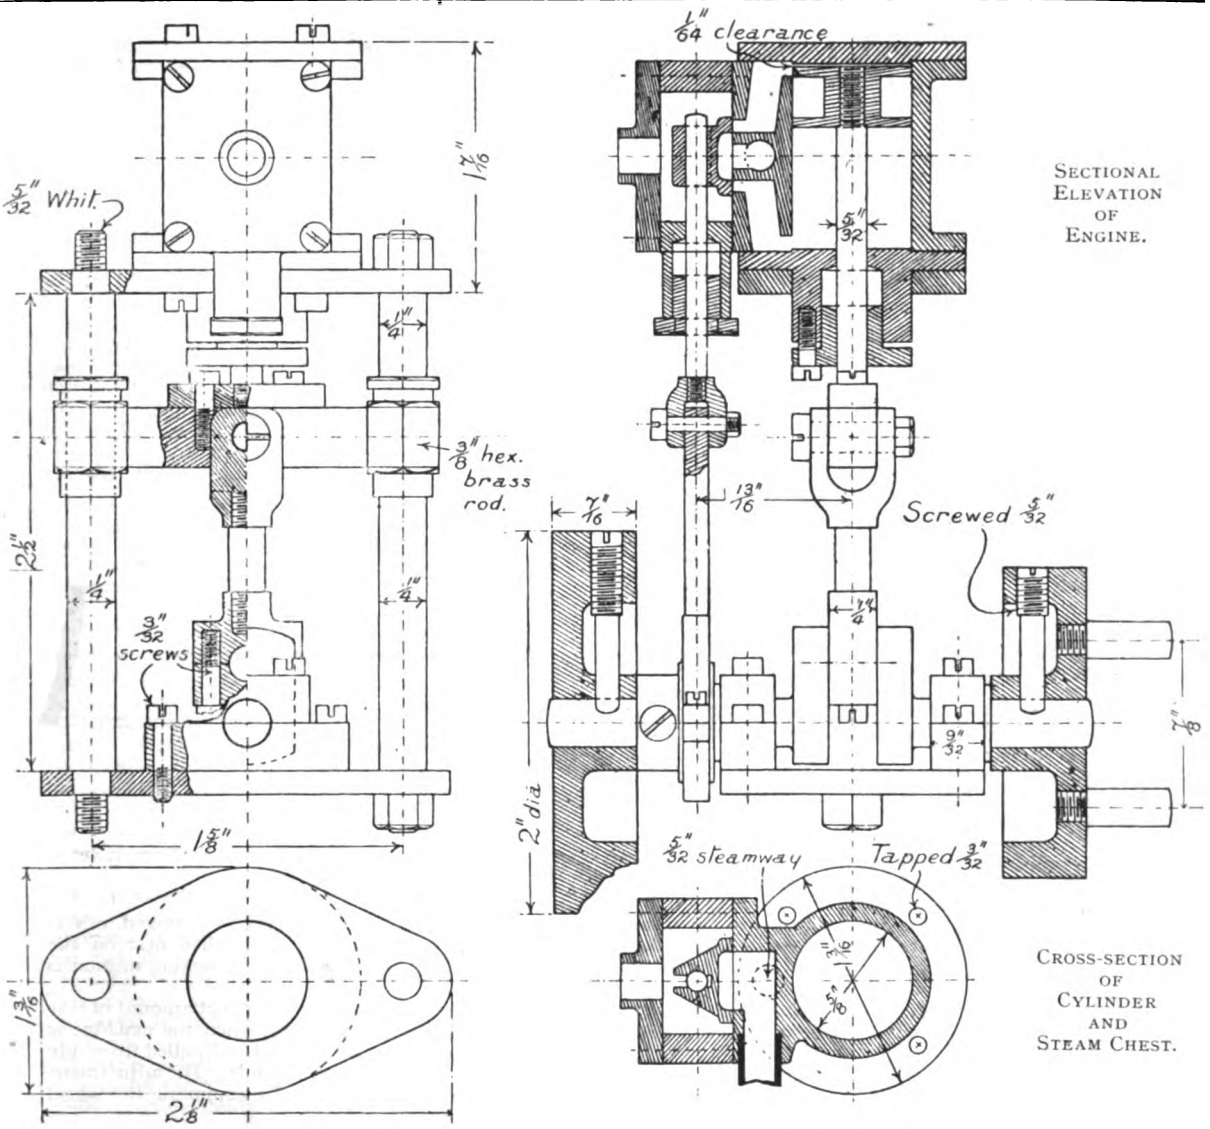 1/64" clearance
1 7/16"
5/32" Whit.
5/32"
SECTIONAL
ELEVATION
OF
ENGINE.
1/4"
3/8" hex.
brass
rod.
13/16"
7/16"
Screwed 5/32"
2 1/2"
1/4"
1/4"
1/4"
3/32"
screws
7/8"
9/32"
2" dia
1 5/8"
5/32" steamway
Tapped 3/32"
1 3/16"
1 3/16"
5/8"
CROSS-SECTION
OF
CYLINDER
AND
STEAM CHEST.
2 1/8"